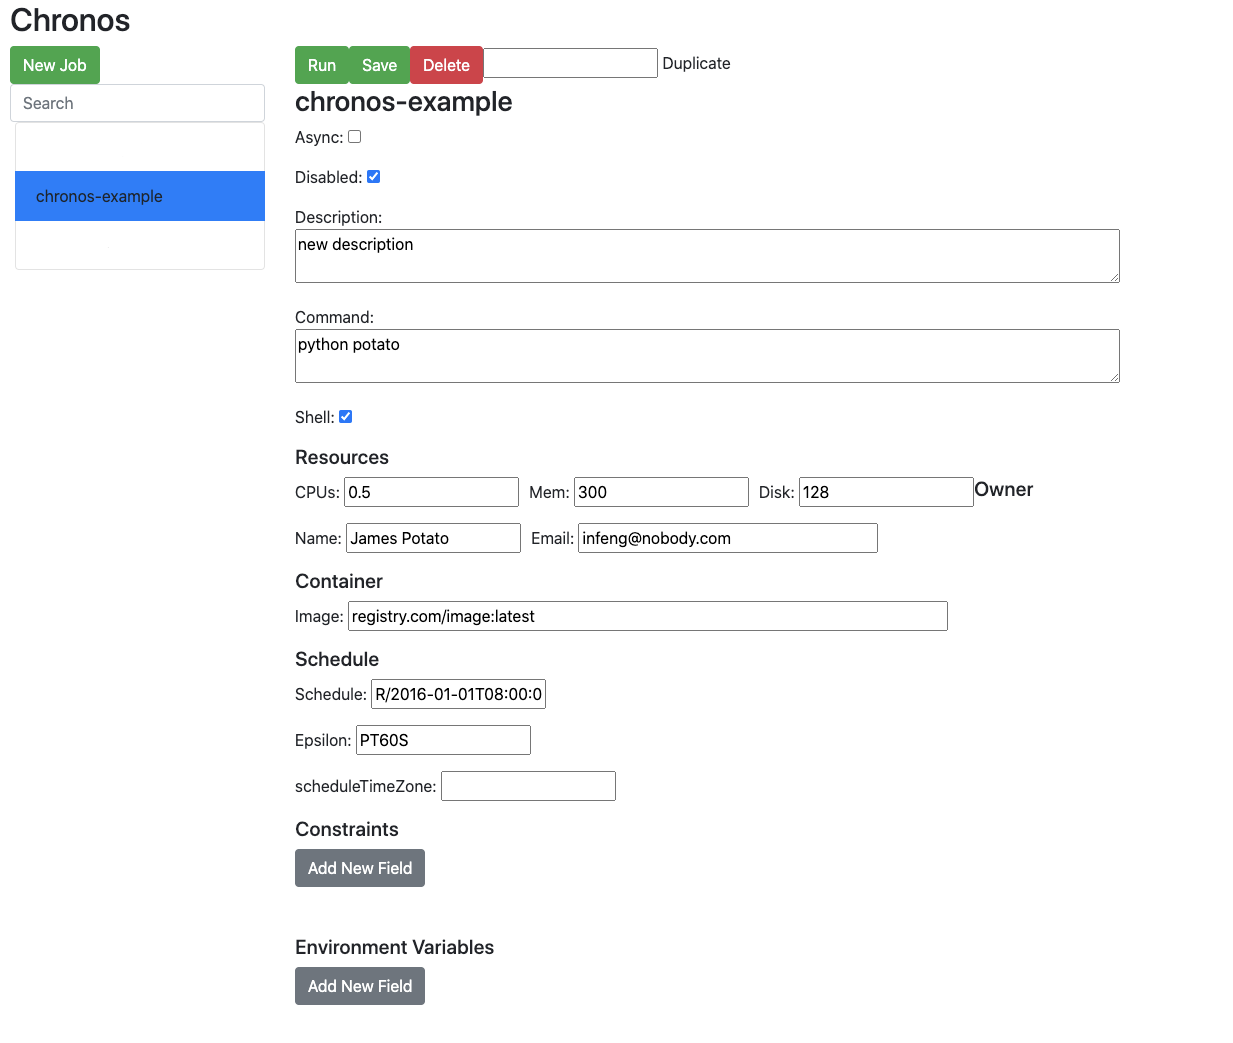 Chronos
New Job
Search
chronos-example
Run Save Delete Duplicate
chronos-example
Async:
Disabled:
Description:
new description
Command:
python potato
Shell:
Resources
CPUs: 0.5 Mem: 300 Disk: 128 Owner
Name: James Potato Email: infeng@nobody.com
Container
Image: registry.com/image:latest
Schedule
Schedule: R/2016-01-01T08:00:0
Epsilon: PT60S
scheduleTimeZone:
Constraints
Add New Field
Environment Variables
Add New Field